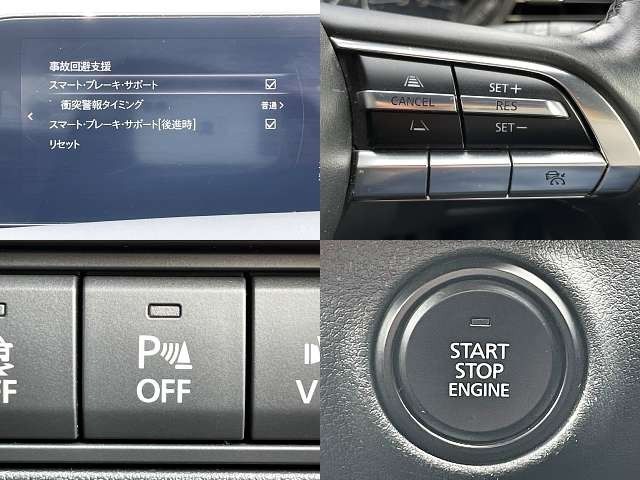 事故回避支援
スマート・ブレーキ・サポート
衝突警報タイミング 普通
スマート・ブレーキ・サポート[後進時]
リセット
CANCEL
SET+
RES
SET-
OFF
P
OFF
V
START
STOP
ENGINE